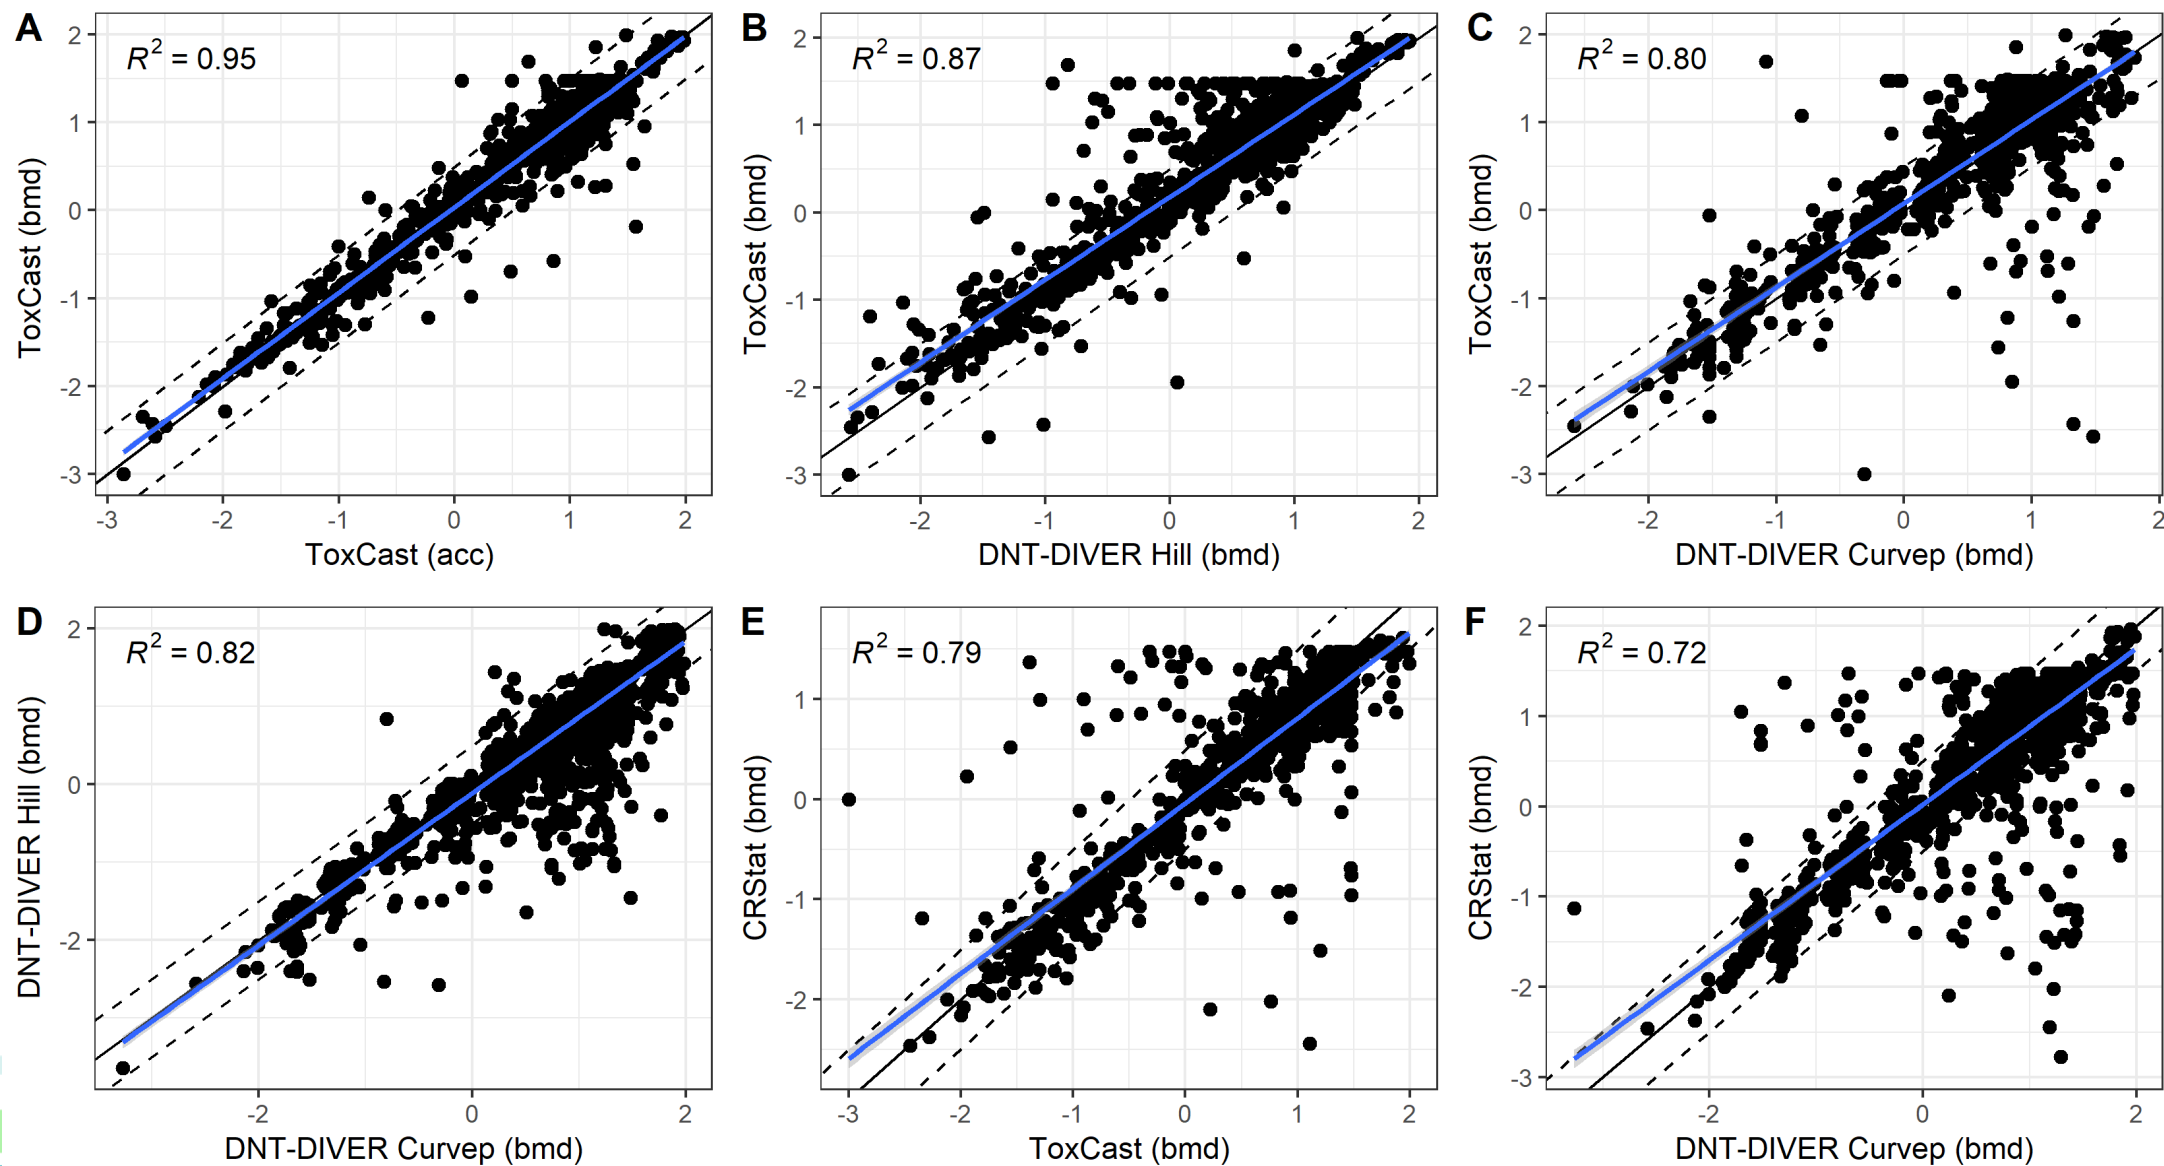 A
R² = 0.95
ToxCast (bmd)
2
1
0
-1
-2
-3
-3 -2 -1 0 1 2
ToxCast (acc)
B
R² = 0.87
ToxCast (bmd)
2
1
0
-1
-2
-3
-2 -1 0 1 2
DNT-DIVER Hill (bmd)
C
R² = 0.80
ToxCast (bmd)
2
1
0
-1
-2
-3
-2 -1 0 1 2
DNT-DIVER Curvep (bmd)
D
R² = 0.82
DNT-DIVER Hill (bmd)
2
0
-2
-2 0 2
DNT-DIVER Curvep (bmd)
E
R² = 0.79
CRStat (bmd)
1
0
-1
-2
-3 -2 -1 0 1 2
ToxCast (bmd)
F
R² = 0.72
CRStat (bmd)
2
1
0
-1
-2
-3
-2 0 2
DNT-DIVER Curvep (bmd)